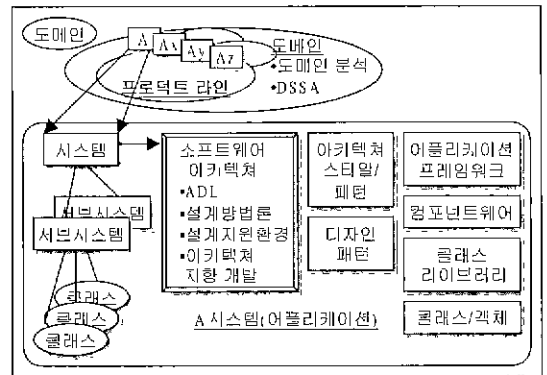 도메인
A
Ax
Ay
Az
도메인
•도메인 분석
•DSSA
프로덕트 라인
시스템
서브시스템
서브시스템
클래스
클래스
클래스
소프트웨어
아키텍쳐
•ADL
•설계방법론
•설계지원환경
•아키텍쳐
지향 개발
아키텍쳐
스타일/
패턴
디자인
패턴
어플리케이션
프레임워크
컴포넌트웨어
클래스
라이브러리
클래스/객체
A 시스템(어플리케이션)